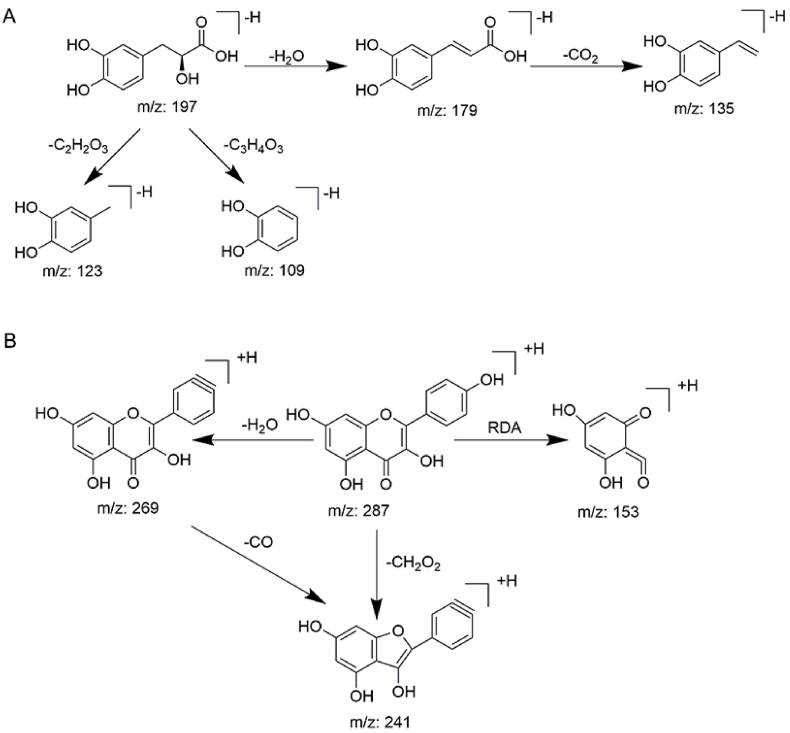 A
HO
HO
O
OH
OH
-H
m/z: 197
-H₂O
HO
HO
O
OH
-H
m/z: 179
-CO₂
HO
HO
-H
m/z: 135
-C₂H₂O₃
-C₃H₄O₃
HO
HO
-H
m/z: 123
HO
HO
-H
m/z: 109
B
HO
O
OH
O
OH
+H
m/z: 269
-H₂O
HO
O
OH
OH
O
OH
+H
m/z: 287
RDA
HO
O
OH
O
+H
m/z: 153
-CO
-CH₂O₂
HO
O
OH
OH
+H
m/z: 241